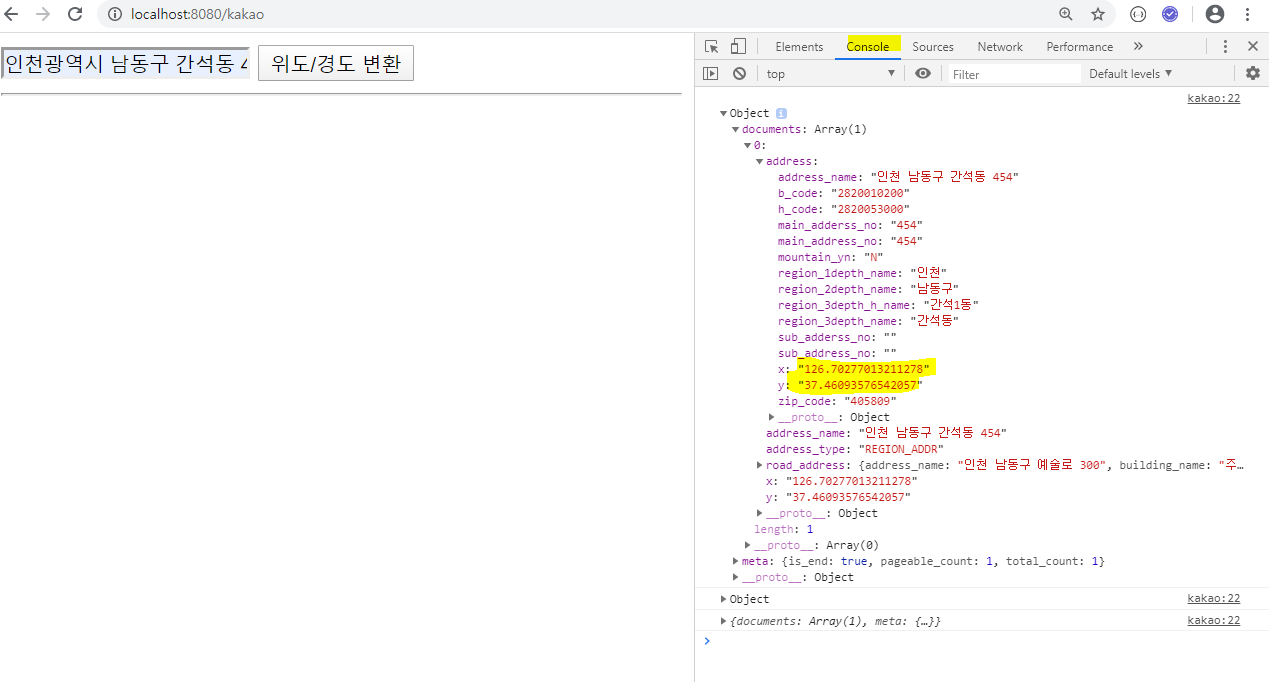 localhost:8080/kakao
인천광역시 남동구 간석동 4
위도/경도 변환
Elements Console Sources Network Performance »
top ▼ Filter Default levels ▼
kakao:22
▼Object i
▼documents: Array(1)
▼0:
▼address:
address_name: "인천 남동구 간석동 454"
b_code: "2820010200"
h_code: "2820053000"
main_adderss_no: "454"
main_address_no: "454"
mountain_yn: "N"
region_1depth_name: "인천"
region_2depth_name: "남동구"
region_3depth_h_name: "간석1동"
region_3depth_name: "간석동"
sub_adderss_no: ""
sub_address_no: ""
x: "126.70277013211278"
y: "37.46093576542057"
zip_code: "405809"
▶__proto__: Object
address_name: "인천 남동구 간석동 454"
address_type: "REGION_ADDR"
▶road_address: {address_name: "인천 남동구 예술로 300", building_name: "주…
x: "126.70277013211278"
y: "37.46093576542057"
▶__proto__: Object
length: 1
▶__proto__: Array(0)
▶meta: {is_end: true, pageable_count: 1, total_count: 1}
▶__proto__: Object
▶Object kakao:22
▶{documents: Array(1), meta: {…}} kakao:22
>